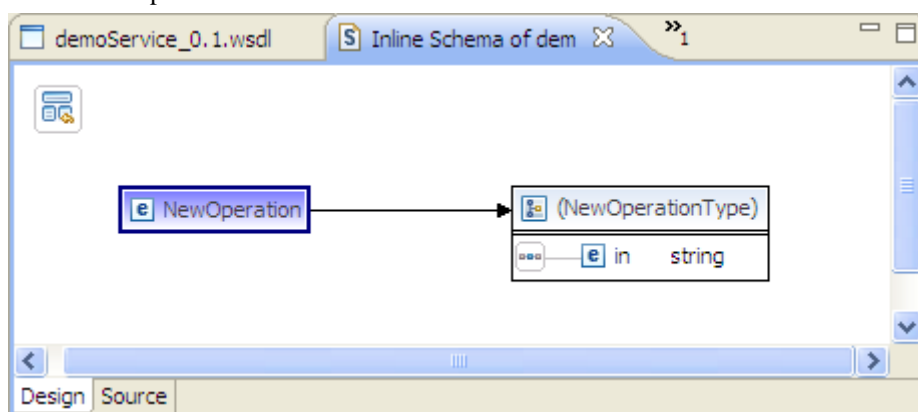 demoService_0.1.wsdl
S Inline Schema of dem
»1
e NewOperation
(NewOperationType)
e in string
Design Source